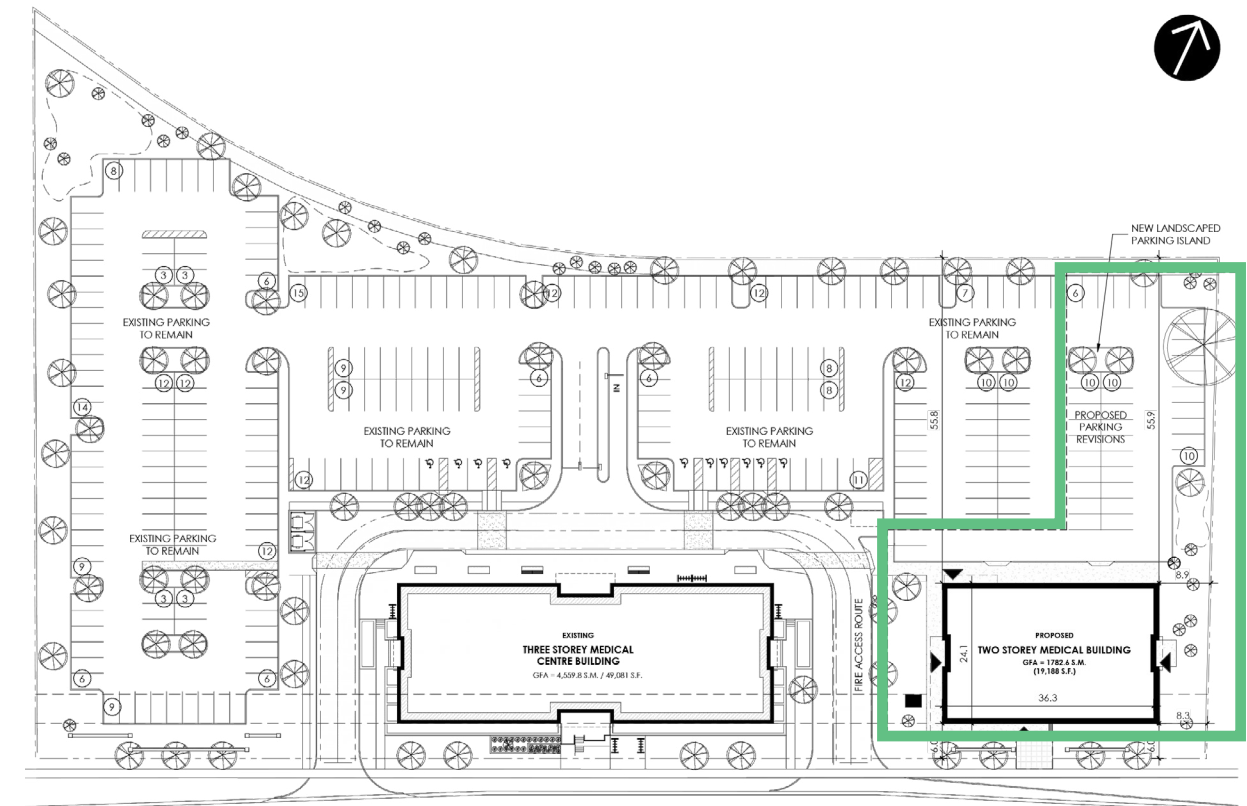 NEW LANDSCAPED
PARKING ISLAND
8
3 3
6
15
12
12
7
6
EXISTING PARKING
TO REMAIN
EXISTING PARKING
TO REMAIN
12 12
9
9
6
IN
6
8
8
12
10 10
10 10
14
EXISTING PARKING
TO REMAIN
EXISTING PARKING
TO REMAIN
55.8
PROPOSED
PARKING
REVISIONS
55.9
10
12
11
EXISTING PARKING
TO REMAIN
12
9
3
8.9
FIRE ACCESS ROUTE
EXISTING
THREE STOREY MEDICAL
CENTRE BUILDING
GFA = 4,559.8 S.M. / 49,081 S.F.
24.1
PROPOSED
TWO STOREY MEDICAL BUILDING
GFA = 1782.6 S.M.
(19,188 S.F.)
36.3
6
6
9
8.3
6.0
6.0